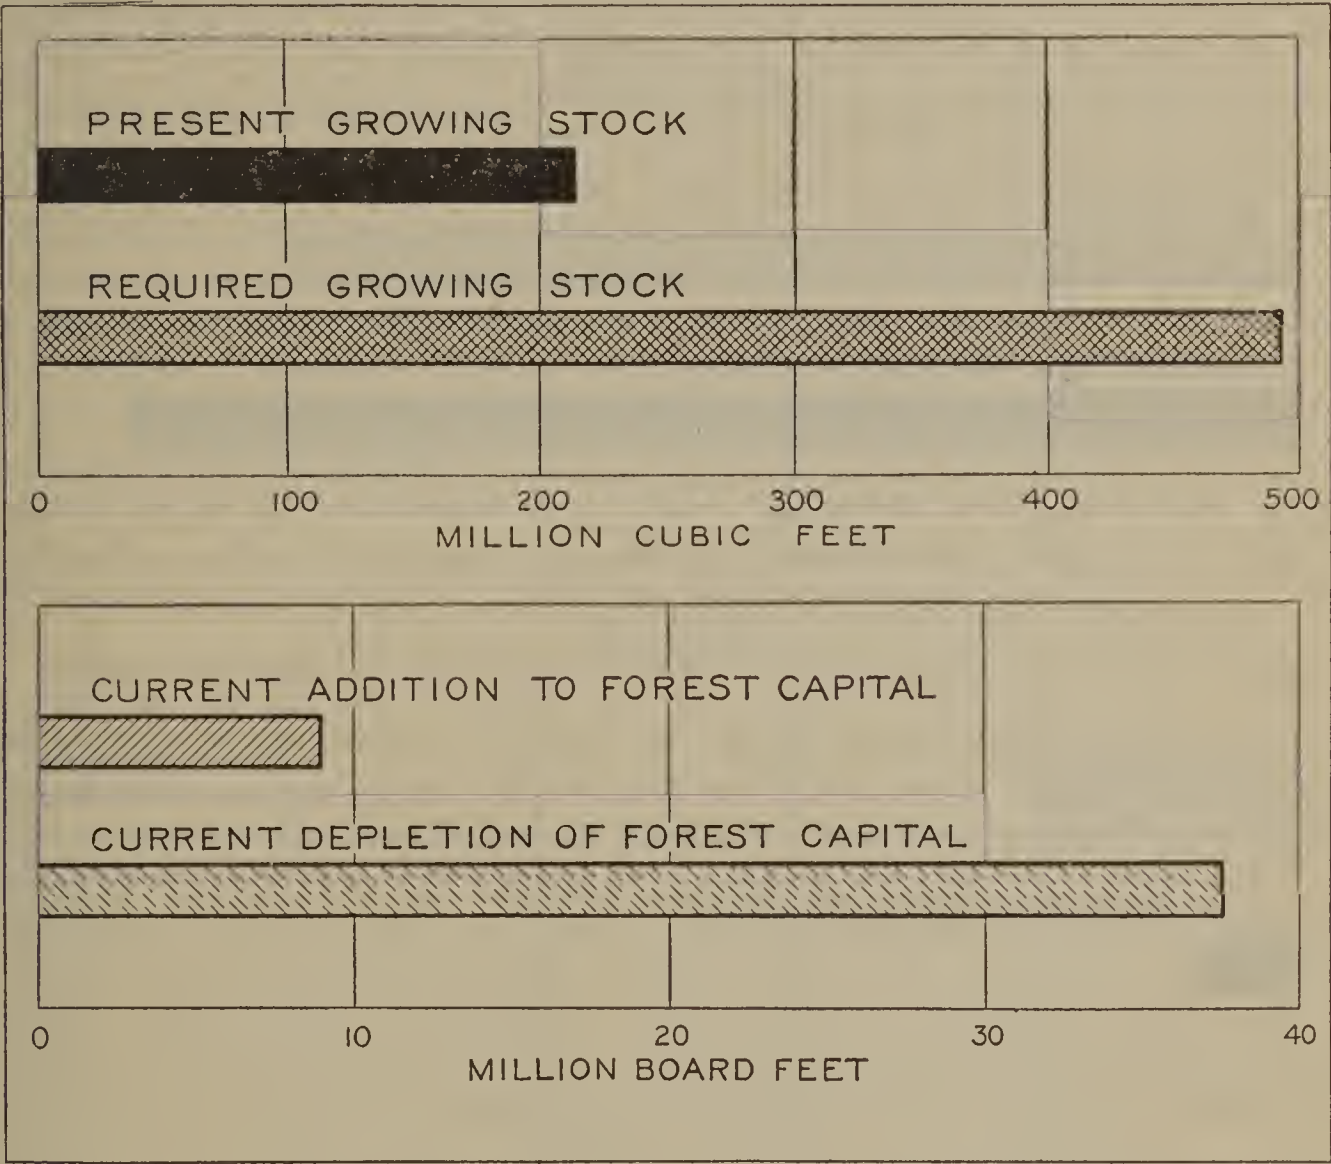 PRESENT GROWING STOCK
REQUIRED GROWING STOCK
0 100 200 300 400 500
MILLION CUBIC FEET
CURRENT ADDITION TO FOREST CAPITAL
CURRENT DEPLETION OF FOREST CAPITAL
0 10 20 30 40
MILLION BOARD FEET